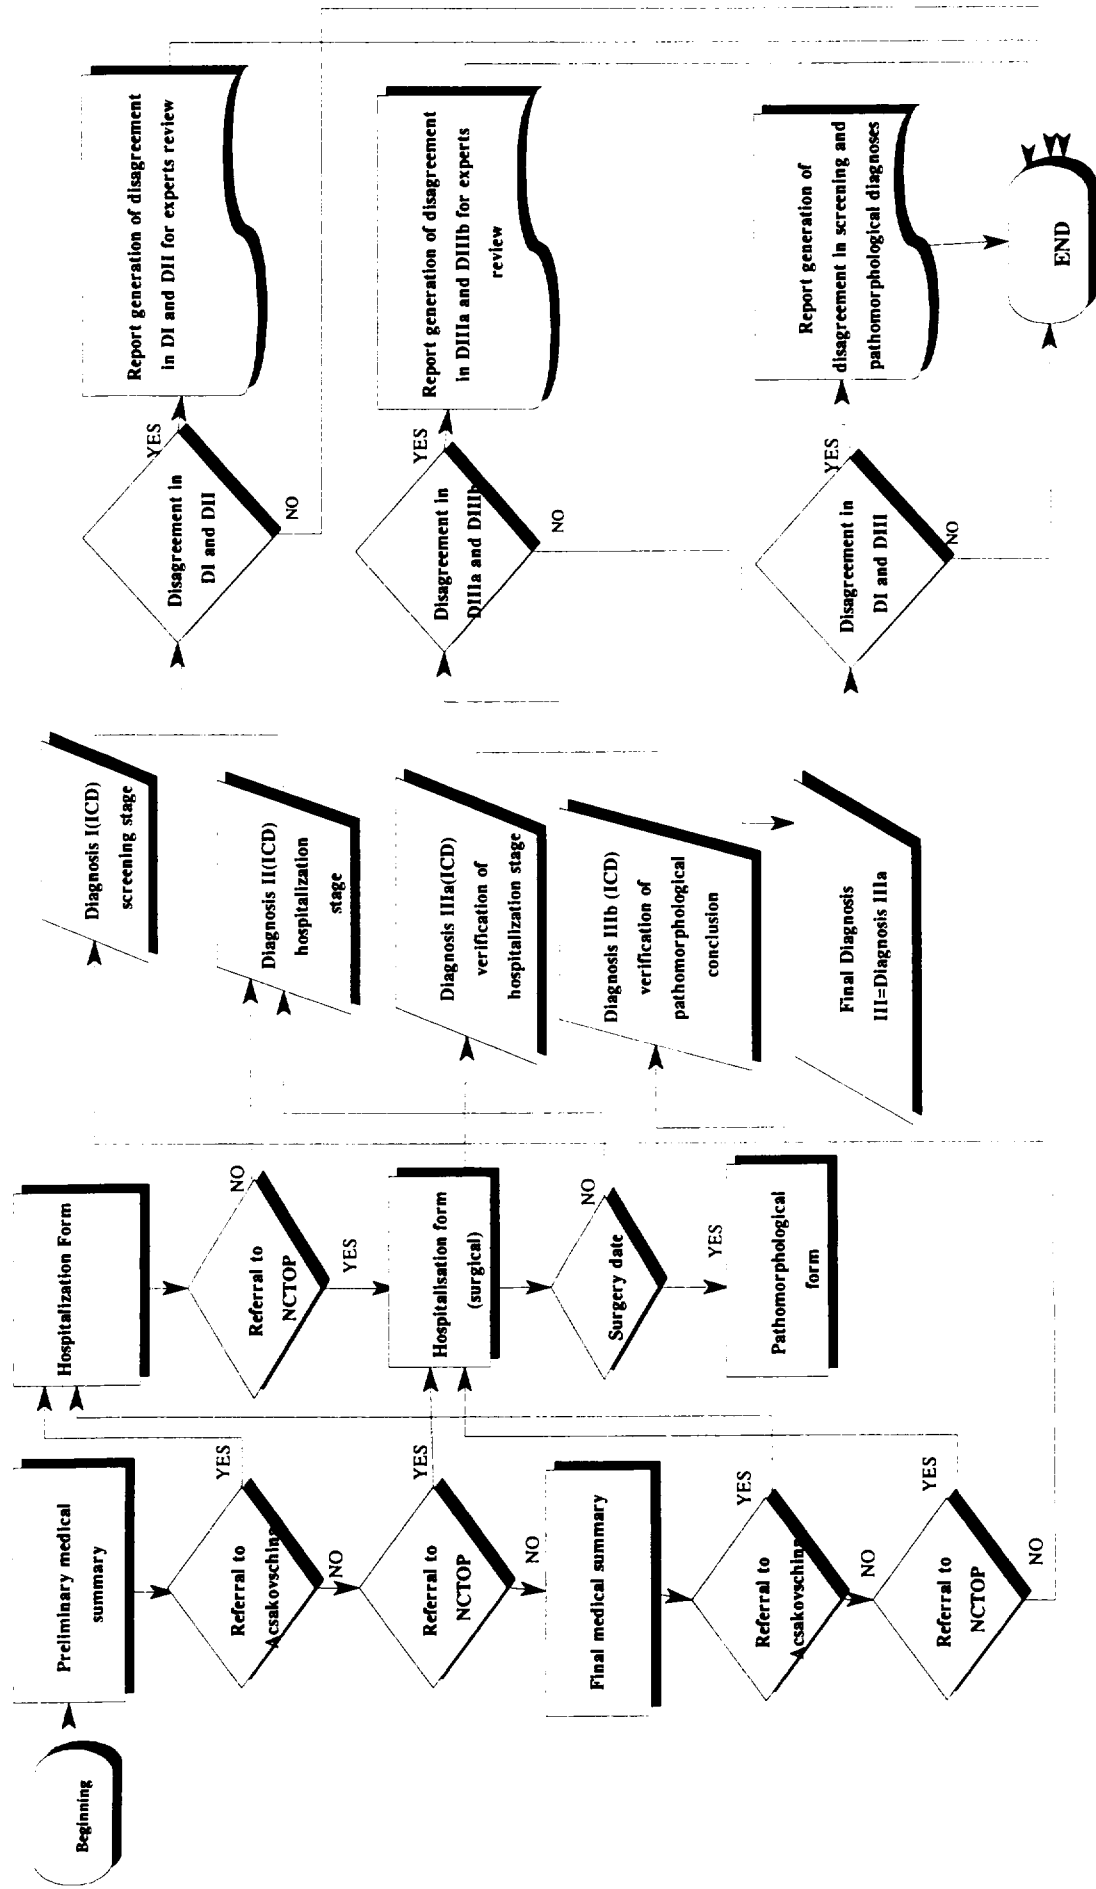 Beginning
Preliminary medical
summary
Referral to
Acsakovschina
YES
NO
Referral to
NCTOP
YES
NO
Final medical summary
Referral to
Acsakovschina
YES
NO
Referral to
NCTOP
YES
NO
Hospitalization Form
Referral to
NCTOP
NO
YES
Hospitalisation form
(surgical)
Surgery date
NO
YES
Pathomorphological
form
Diagnosis I(ICD)
screening stage
Diagnosis II(ICD)
hospitalization
stage
Diagnosis IIIa(ICD)
verification of
hospitalization stage
Diagnosis IIIb (ICD)
verification of
pathomorphological
conclusion
Final Diagnosis
III=Diagnosis IIIa
Disagreement in
DI and DII
YES
NO
Disagreement in
DIIIa and DIIIb
YES
NO
Disagreement in
DI and DIII
YES
NO
Report generation of disagreement
in DI and DII for experts review
Report generation of disagreement
in DIIIa and DIIIb for experts
review
Report generation of
disagreement in screening and
pathomorphological diagnoses
END